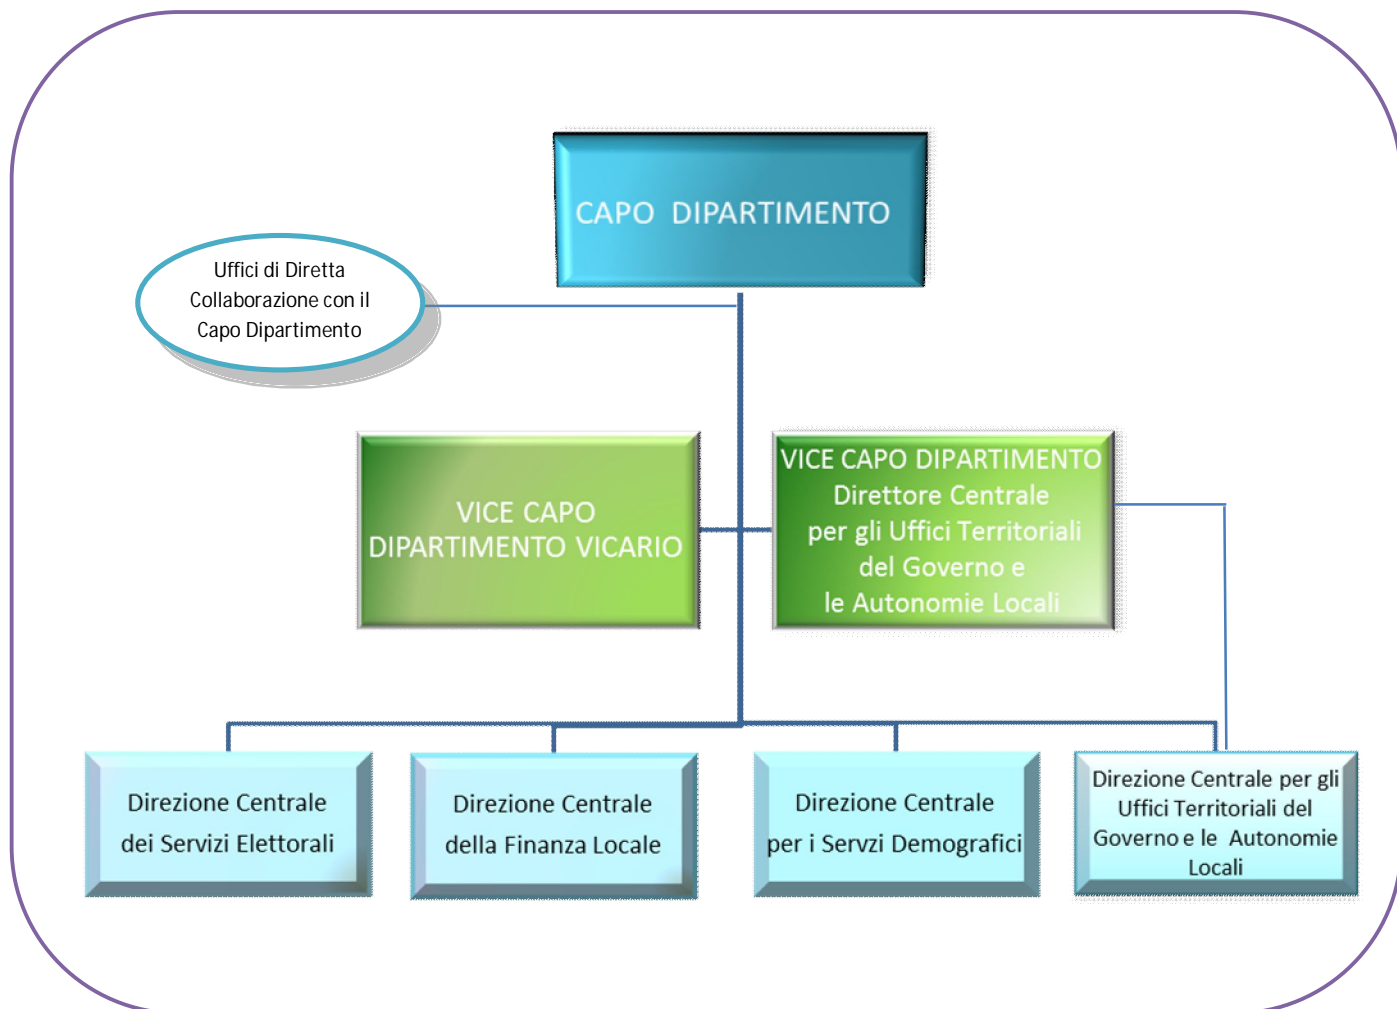 CAPO DIPARTIMENTO
Uffici di Diretta
Collaborazione con il
Capo Dipartimento
VICE CAPO
DIPARTIMENTO VICARIO
VICE CAPO DIPARTIMENTO
Direttore Centrale
per gli Uffici Territoriali
del Governo e
le Autonomie Locali
Direzione Centrale
dei Servizi Elettorali
Direzione Centrale
della Finanza Locale
Direzione Centrale
per i Servzi Demografici
Direzione Centrale per gli
Uffici Territoriali del
Governo e le Autonomie
Locali